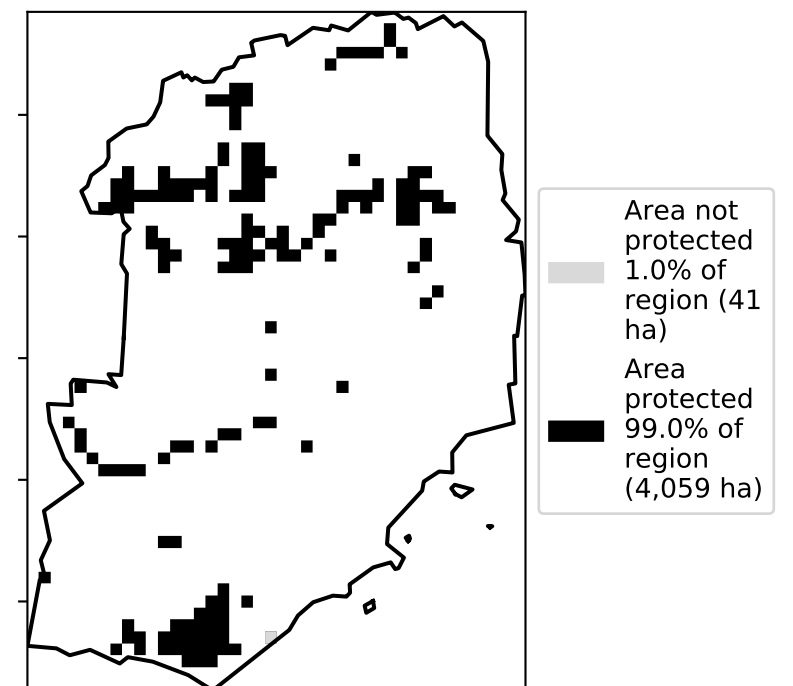 Area not
protected
1.0% of
region (41
ha)
Area
protected
99.0% of
region
(4,059 ha)